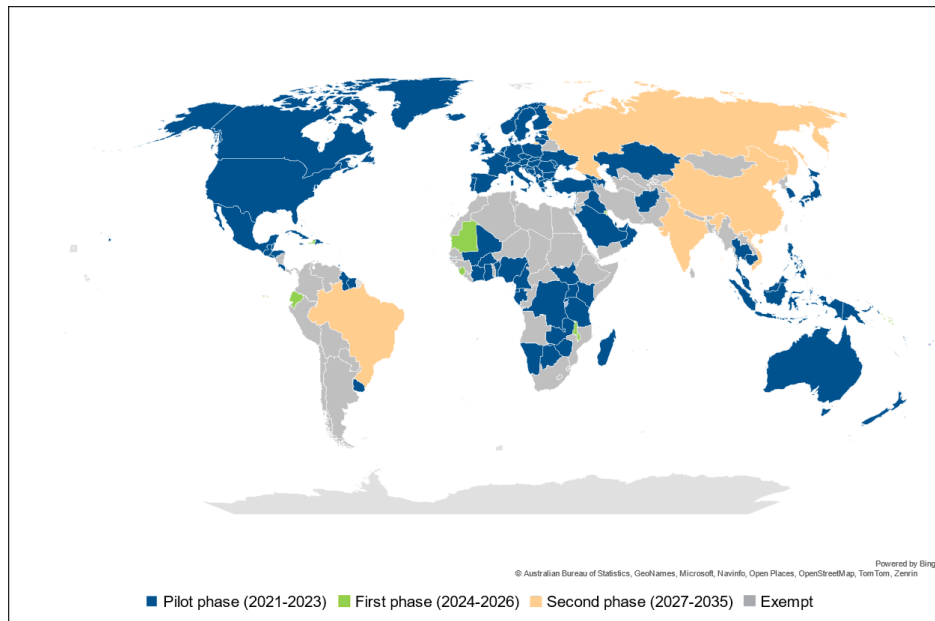 Powered by Bing
© Australian Bureau of Statistics, GeoNames, Microsoft, Navinfo, Open Places, OpenStreetMap, TomTom, Zenrin
Pilot phase (2021-2023) First phase (2024-2026) Second phase (2027-2035) Exempt